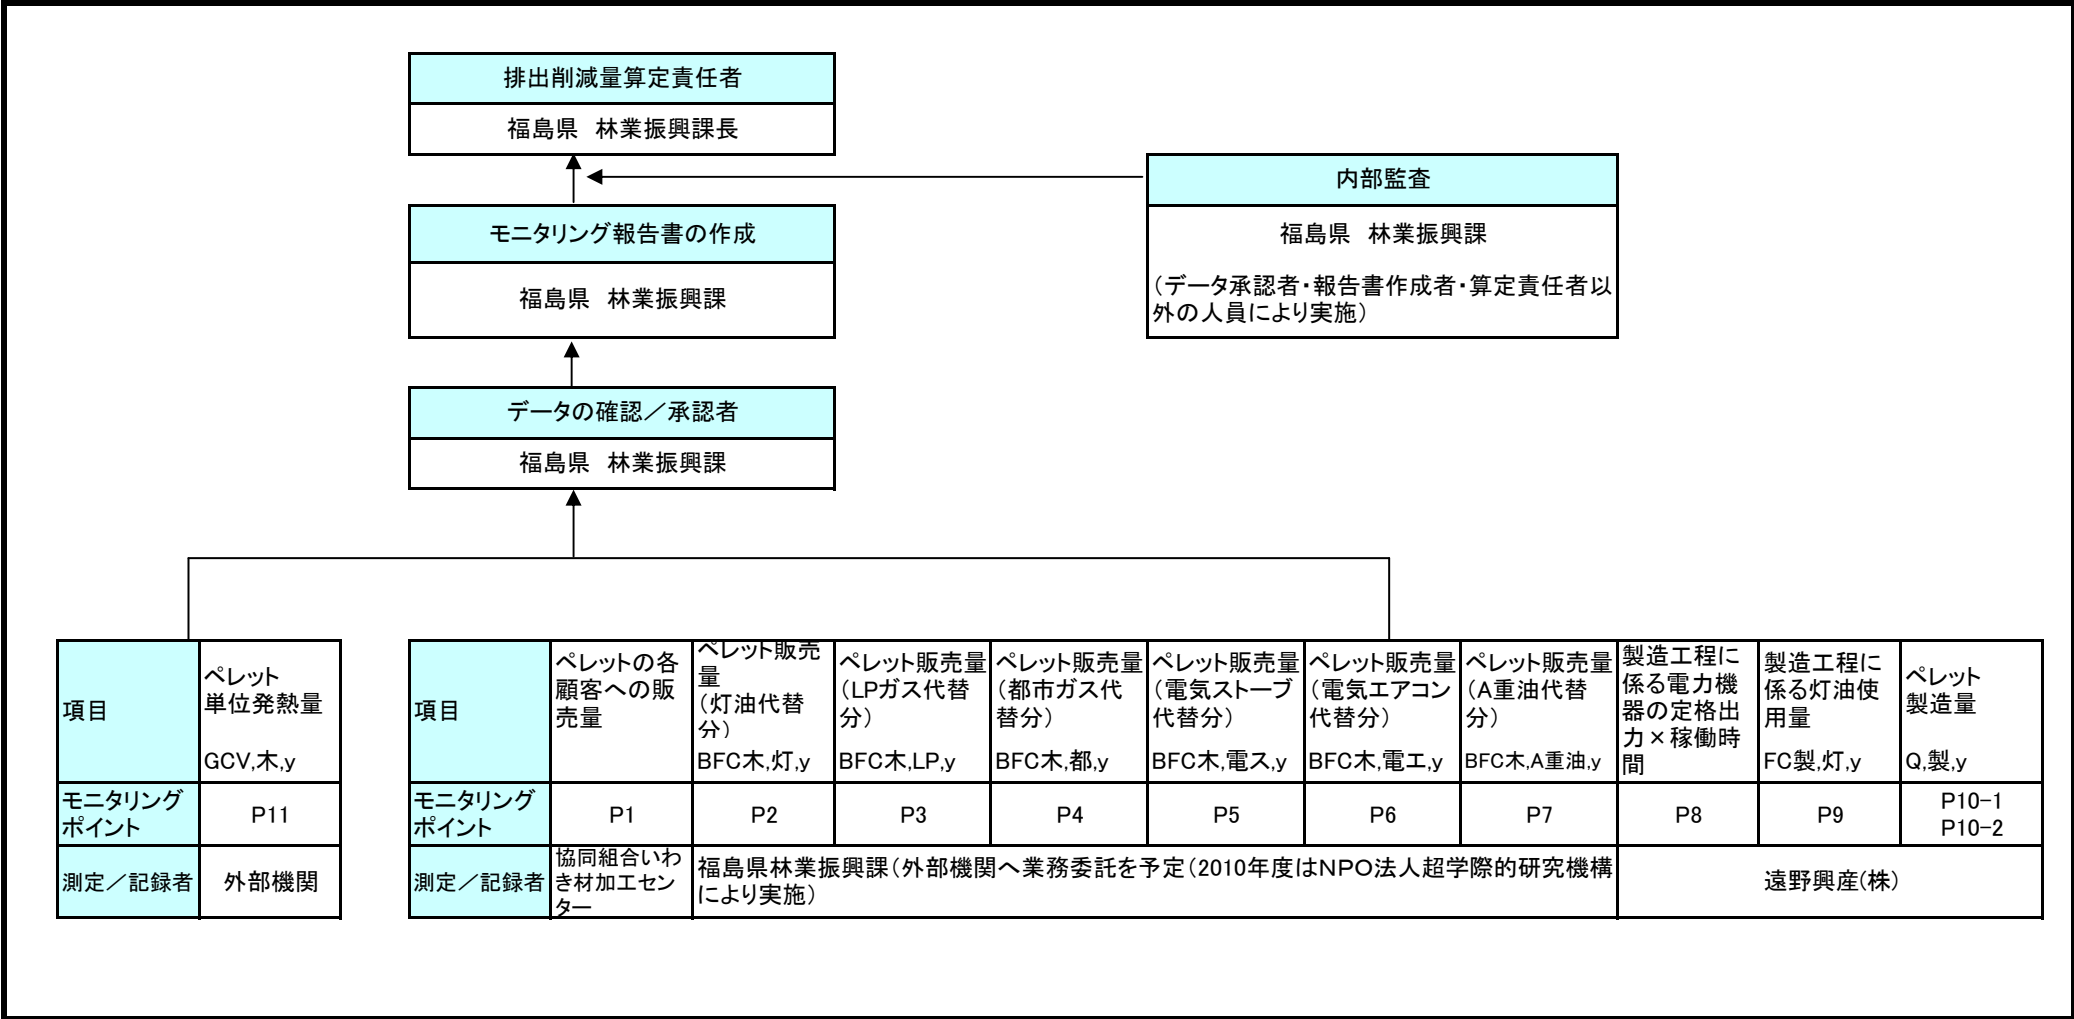 排出削減量算定責任者
福島県　林業振興課長
内部監査
福島県　林業振興課
（データ承認者・報告書作成者・算定責任者以
外の人員により実施）
モニタリング報告書の作成
福島県　林業振興課
データの確認／承認者
福島県　林業振興課
項目
ペレット
単位発熱量
GCV,木,y
モニタリング
ポイント
P11
測定／記録者
外部機関
項目
ペレットの各
顧客への販
売量
ペレット販売
量
（灯油代替
分）
BFC木,灯,y
ペレット販売量
（LPガス代替
分）
BFC木,LP,y
ペレット販売量
（都市ガス代
替分）
BFC木,都,y
ペレット販売量
（電気ストーブ
代替分）
BFC木,電ス,y
ペレット販売量
（電気エアコン
代替分）
BFC木,電エ,y
ペレット販売量
（A重油代替
分）
BFC木,A重油,y
製造工程に
係る電力機
器の定格出
力×稼働時
間
製造工程に
係る灯油使
用量
FC製,灯,y
ペレット
製造量
Q,製,y
モニタリング
ポイント
P1
P2
P3
P4
P5
P6
P7
P8
P9
P10-1
P10-2
測定／記録者
協同組合いわ
き材加工セン
ター
福島県林業振興課（外部機関へ業務委託を予定（2010年度はNPO法人超学際的研究機構
により実施）
遠野興産(株)